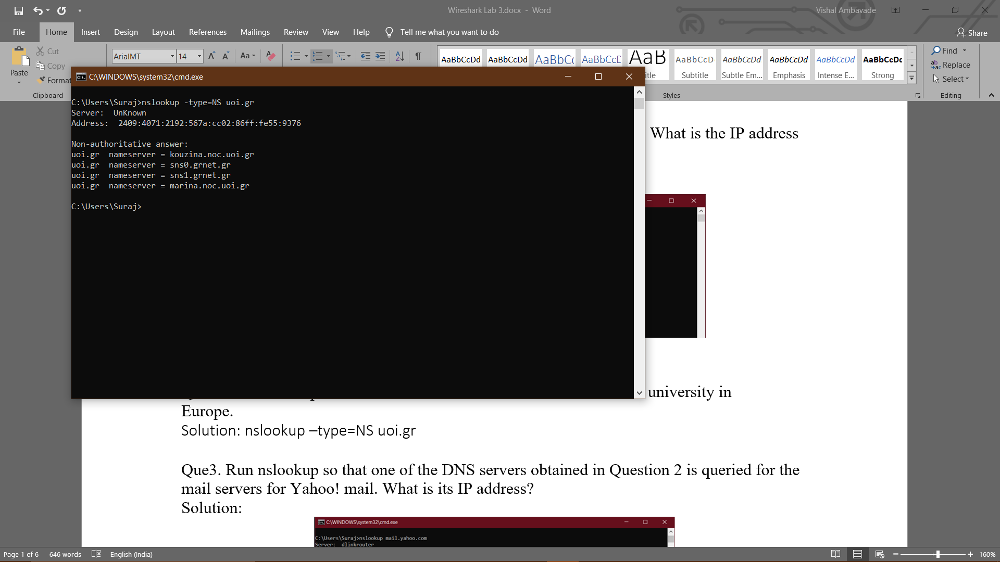 Wireshark Lab 3.docx - Word
Vishal Ambavade
File Home Insert Design Layout References Mailings Review View Help Tell me what you want to do
Share
Cut
Copy
Format
Paste
Clipboard
ArialMT 14
AaBbCcDd AaBbCcDd AaBbCc AaBbCcE AaB AaBbCcD AaBbCcDd AaBbCcDd AaBbCcDd AaBbCcDc
Subtitle Subtle Em... Emphasis Intense E... Strong
Styles
Find
Replace
Select
Editing
C:\WINDOWS\system32\cmd.exe
C:\Users\Suraj>nslookup -type=NS uoi.gr
Server: UnKnown
Address: 2409:4071:2192:567a:cc02:86ff:fe55:9376
Non-authoritative answer:
uoi.gr nameserver = kouzina.noc.uoi.gr
uoi.gr nameserver = sns0.grnet.gr
uoi.gr nameserver = sns1.grnet.gr
uoi.gr nameserver = marina.noc.uoi.gr
C:\Users\Suraj>
What is the IP address
university in
Europe.
Solution: nslookup –type=NS uoi.gr
Que3. Run nslookup so that one of the DNS servers obtained in Question 2 is queried for the
mail servers for Yahoo! mail. What is its IP address?
Solution:
C:\WINDOWS\system32\cmd.exe
C:\Users\Suraj>nslookup mail.yahoo.com
Server: dlinkrouter
Page 1 of 6 646 words English (India) 160%